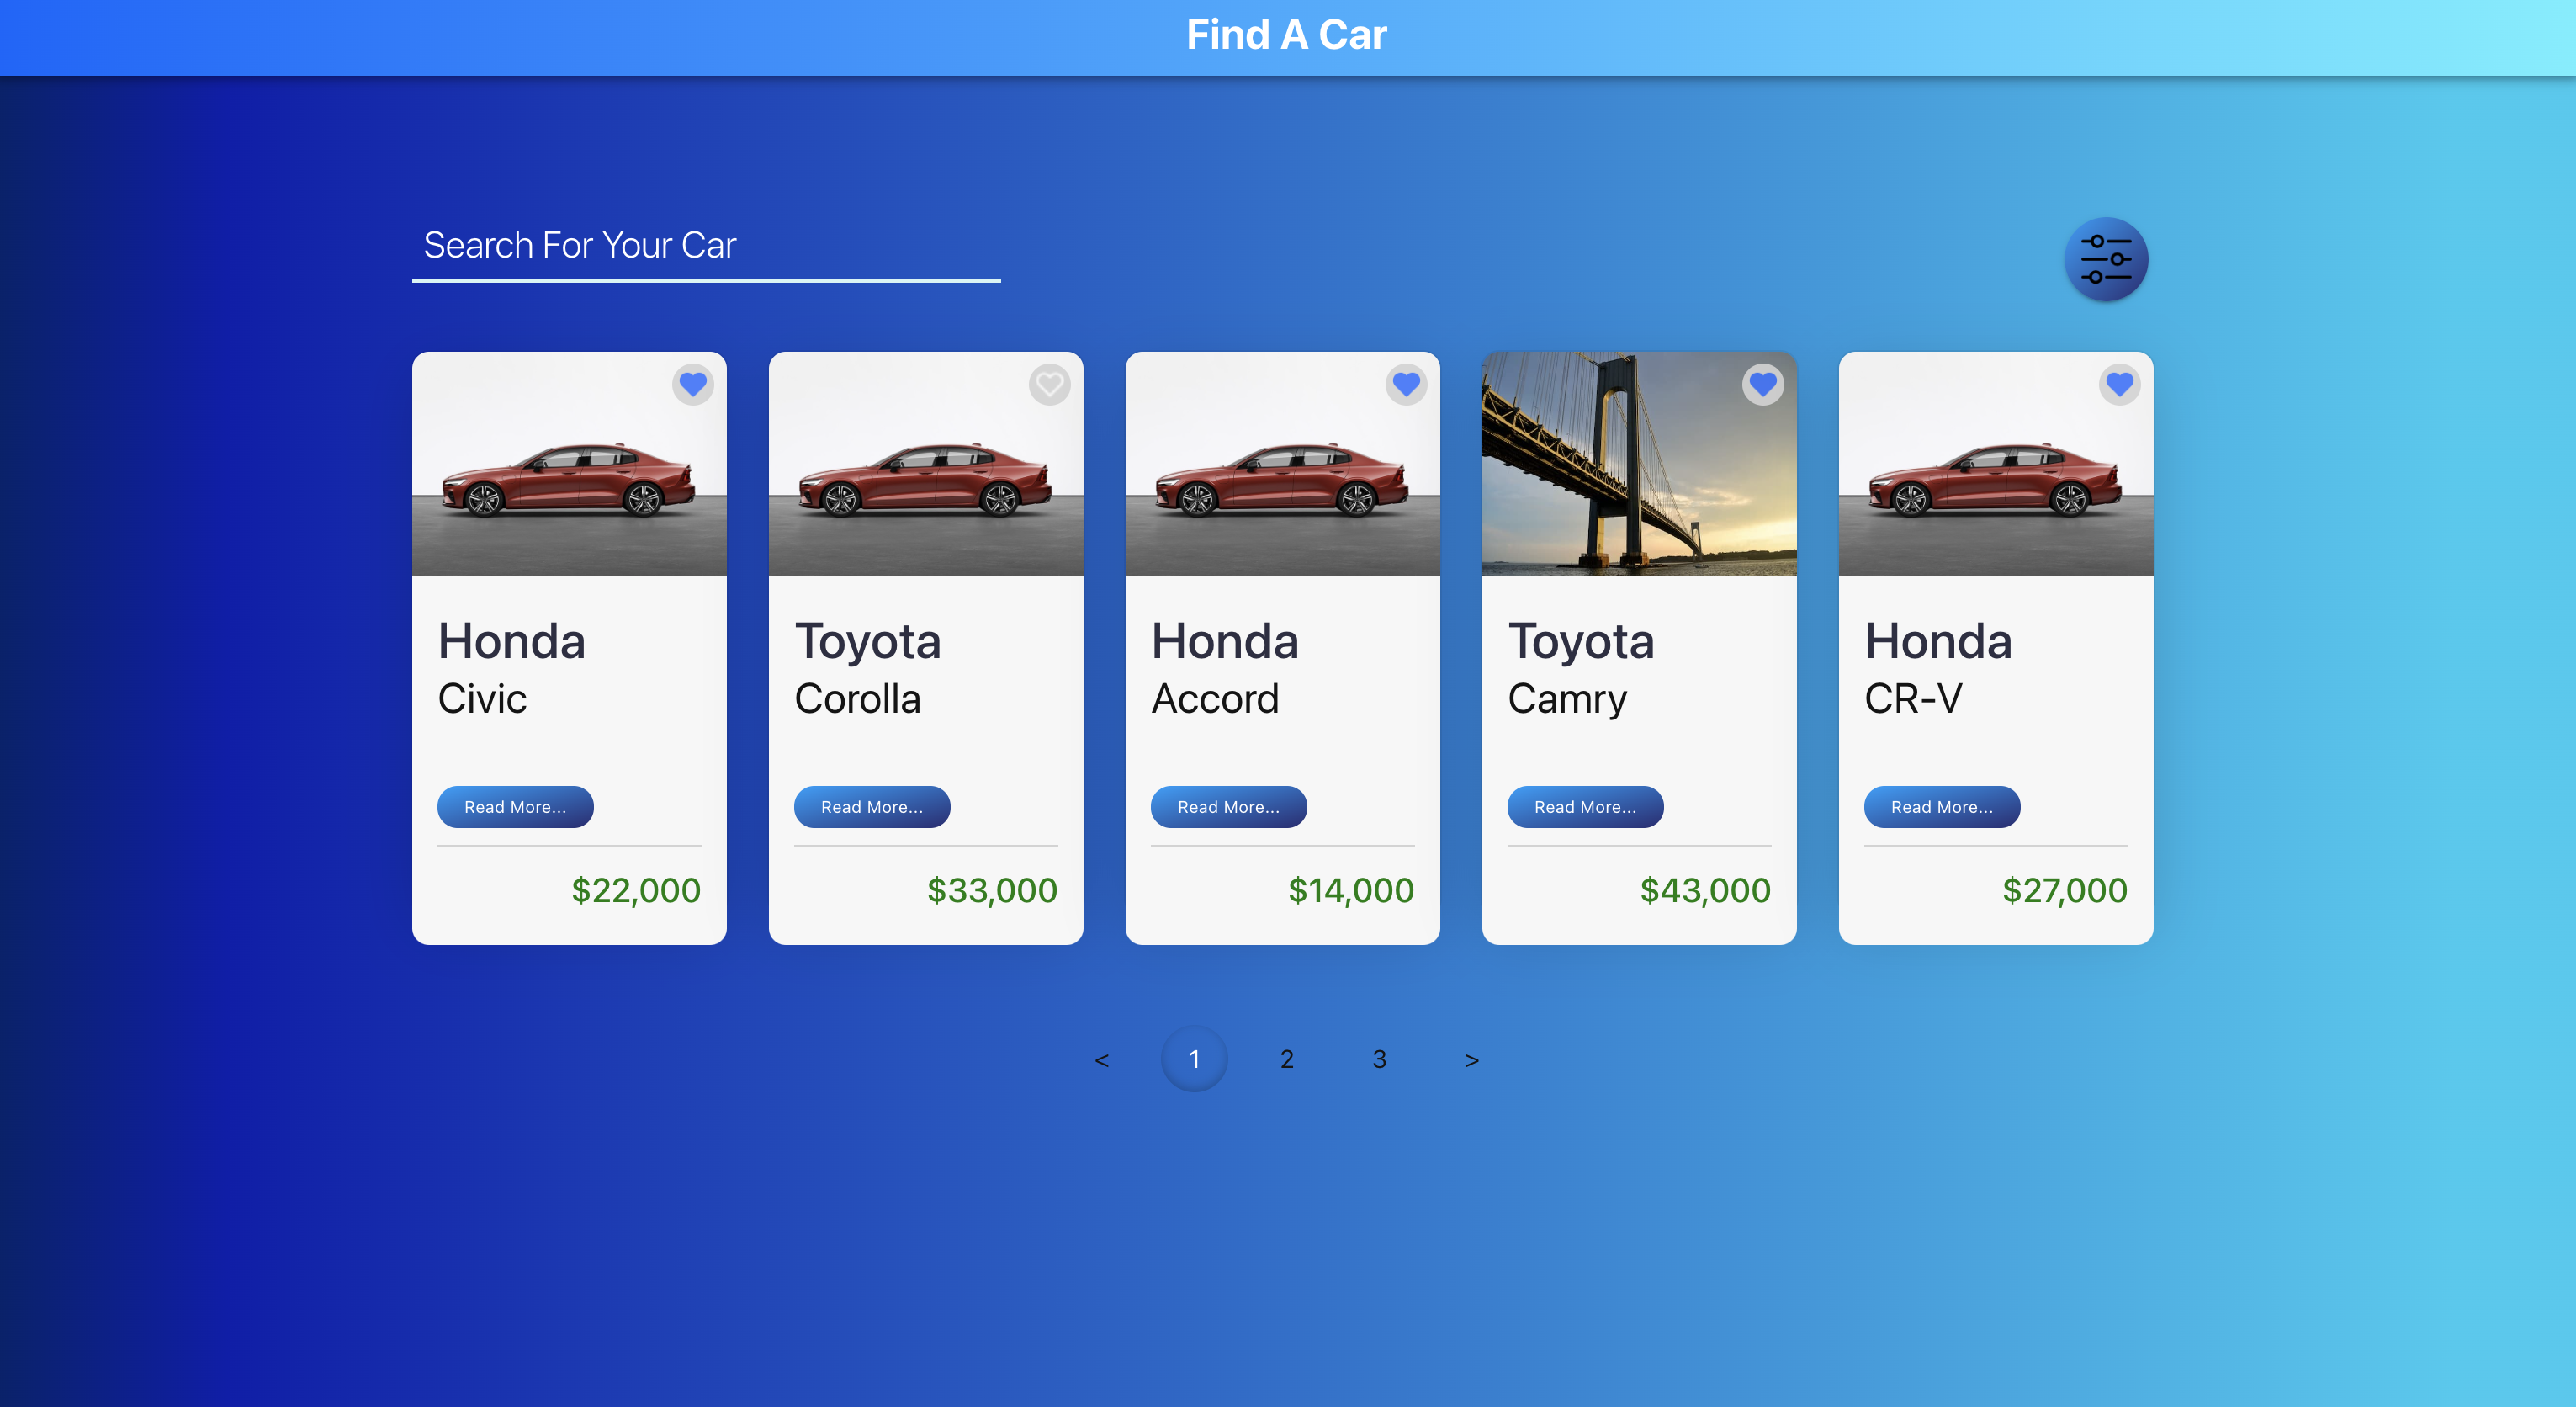 Find A Car
Search For Your Car
Honda
Civic
Read More...
$22,000
Toyota
Corolla
Read More...
$33,000
Honda
Accord
Read More...
$14,000
Toyota
Camry
Read More...
$43,000
Honda
CR-V
Read More...
$27,000
< 1 2 3 >